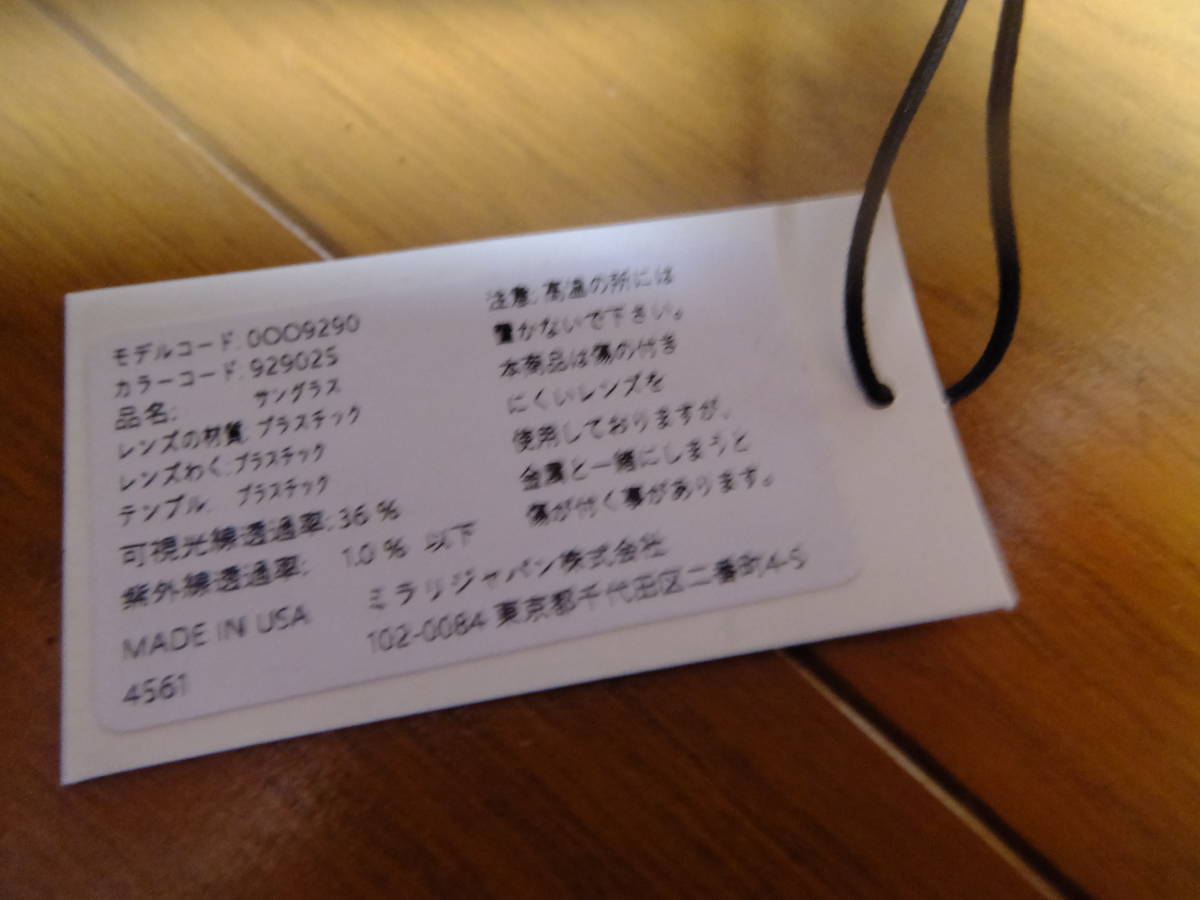 モデルコード: 0OO9290
カラーコード: 929025
品名: サングラス
レンズの材質: プラスチック
レンズわく: プラスチック
テンプル: プラスチック
可視光線透過率: 36 %
紫外線透過率: 1.0 % 以下
MADE IN USA
4561
注意: 高温の所には
置かないで下さい。
本商品は傷の付き
にくいレンズを
使用しておりますが、
金属と一緒にしまうと
傷が付く事があります。
ミラリジャパン株式会社
102-0084 東京都千代田区二番町4-5